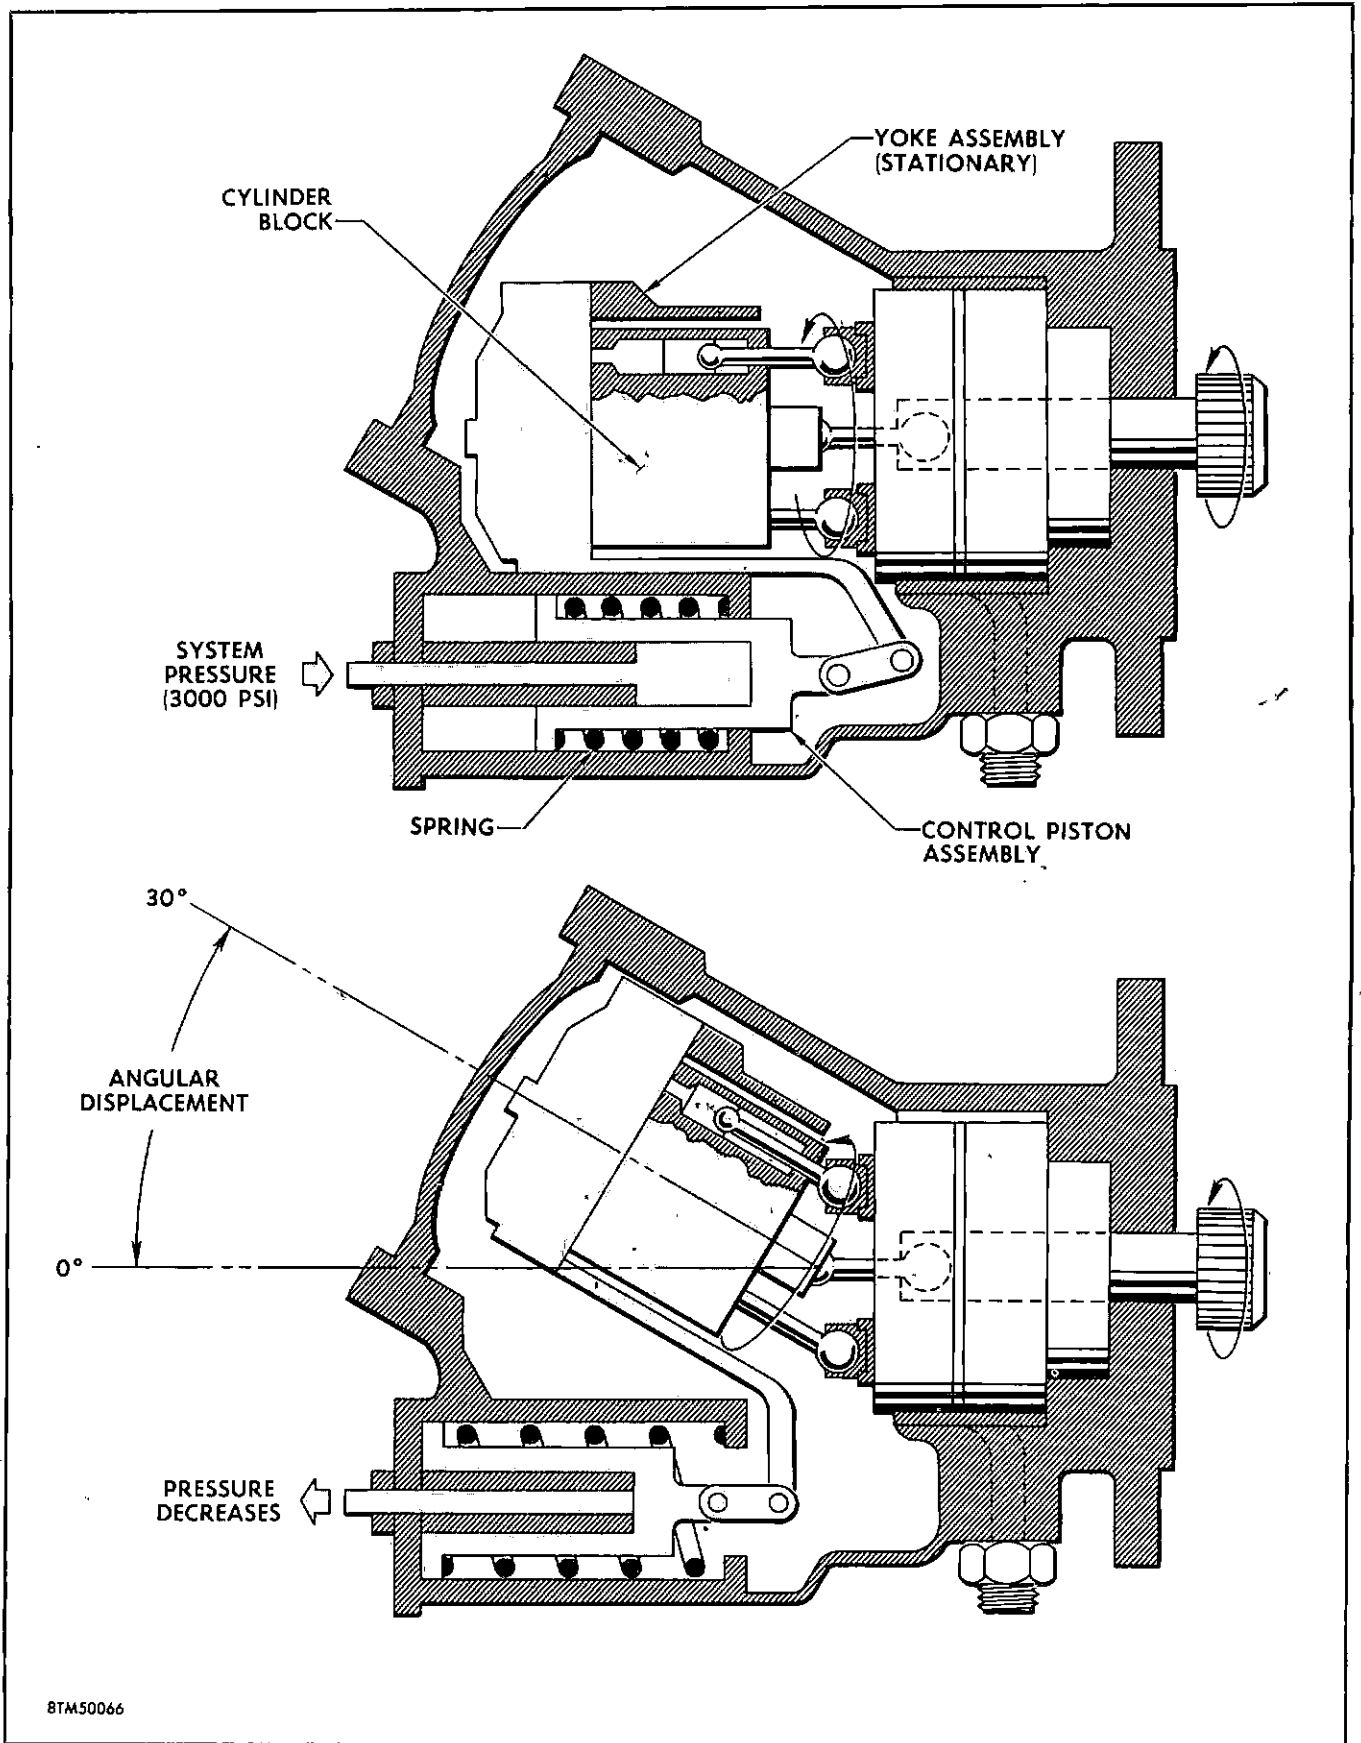 YOKE ASSEMBLY
(STATIONARY)
CYLINDER
BLOCK
SYSTEM
PRESSURE
(3000 PSI)
SPRING
CONTROL PISTON
ASSEMBLY
30°
ANGULAR
DISPLACEMENT
0°
PRESSURE
DECREASES
8TM50066